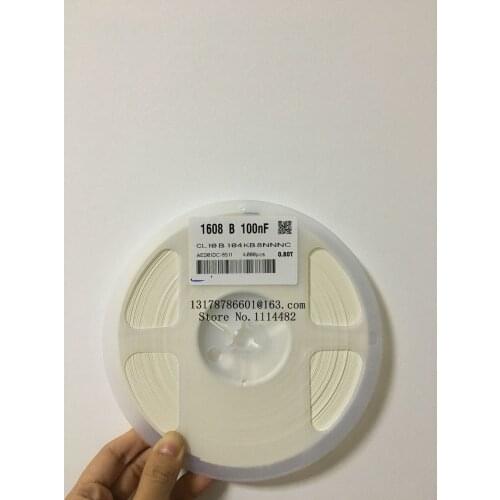 1608 B 100nF
CL10B104KB8NNNC
4,000pcs 0.80T
13178786601@163.com
Store No.1114482